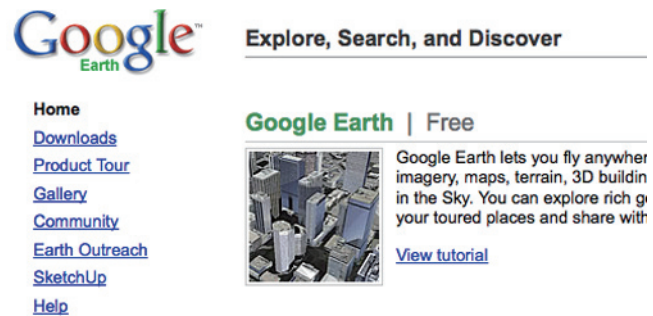 Google™
Earth
Explore, Search, and Discover
Home
Downloads
Product Tour
Gallery
Community
Earth Outreach
SketchUp
Help
Google Earth | Free
Google Earth lets you fly anywher
imagery, maps, terrain, 3D buildin
in the Sky. You can explore rich ge
your toured places and share with
View tutorial